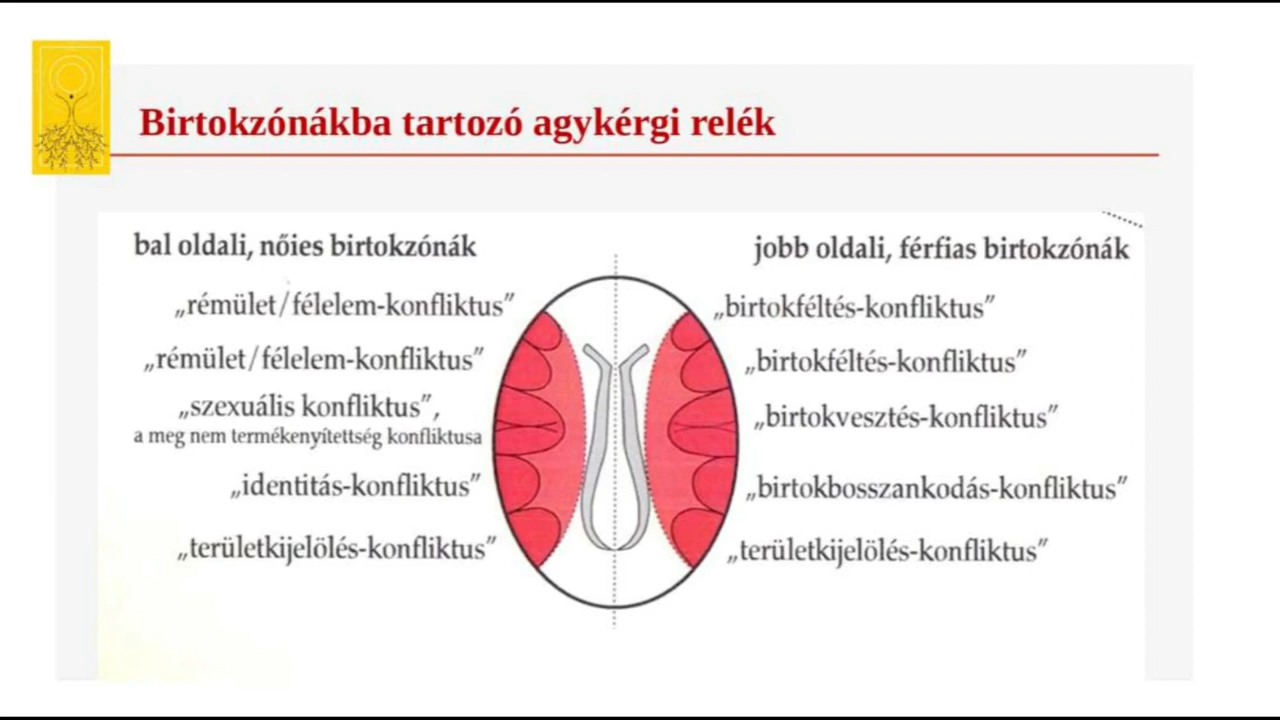 Birtokzónákba tartozó agykérgi relék
bal oldali, nőies birtokzónák
„rémület/félelem-konfliktus”
„rémület/félelem-konfliktus”
„szexuális konfliktus”,
a meg nem termékenyítettség konfliktusa
„identitás-konfliktus”
„területkijelölés-konfliktus”
jobb oldali, férfias birtokzónák
„birtokféltés-konfliktus”
„birtokféltés-konfliktus”
„birtokvesztés-konfliktus”
„birtokbosszankodás-konfliktus”
„területkijelölés-konfliktus”